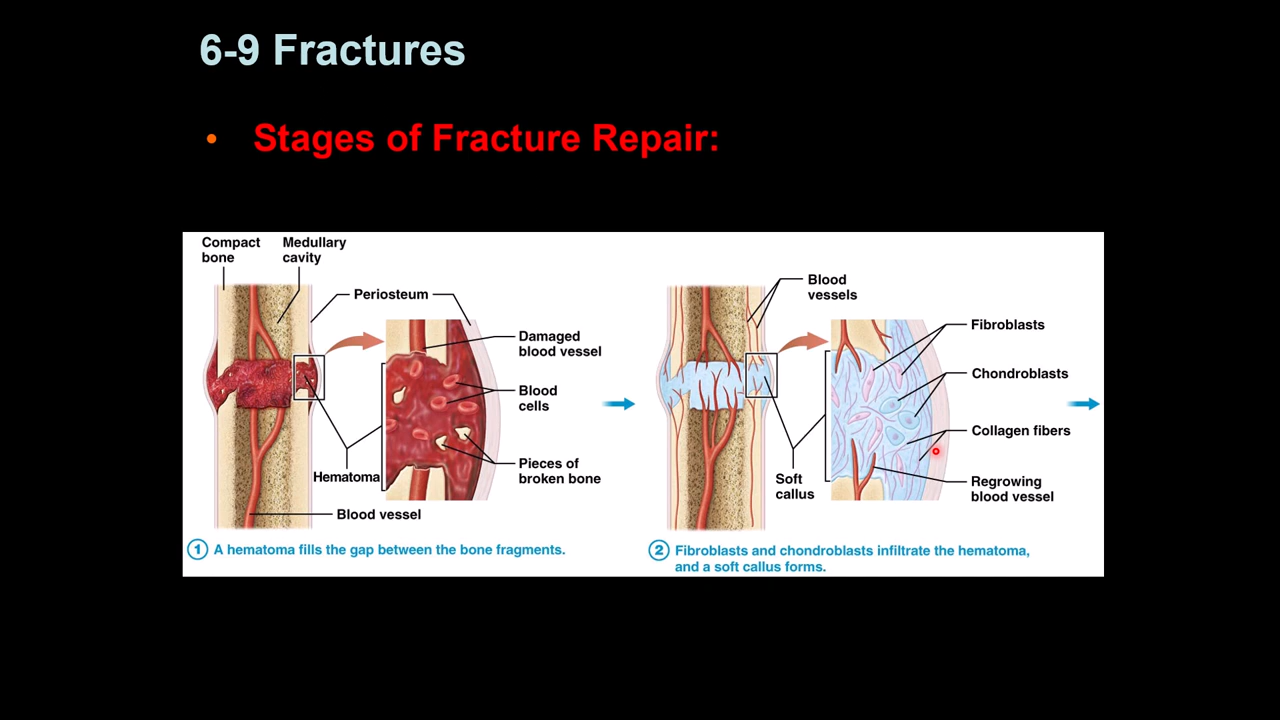 6-9 Fractures
• Stages of Fracture Repair:
Compact
bone
Medullary
cavity
Periosteum
Damaged
blood vessel
Blood
cells
Pieces of
broken bone
Hematoma
Blood vessel
1 A hematoma fills the gap between the bone fragments.
Blood
vessels
Fibroblasts
Chondroblasts
Collagen fibers
Regrowing
blood vessel
Soft
callus
2 Fibroblasts and chondroblasts infiltrate the hematoma,
and a soft callus forms.